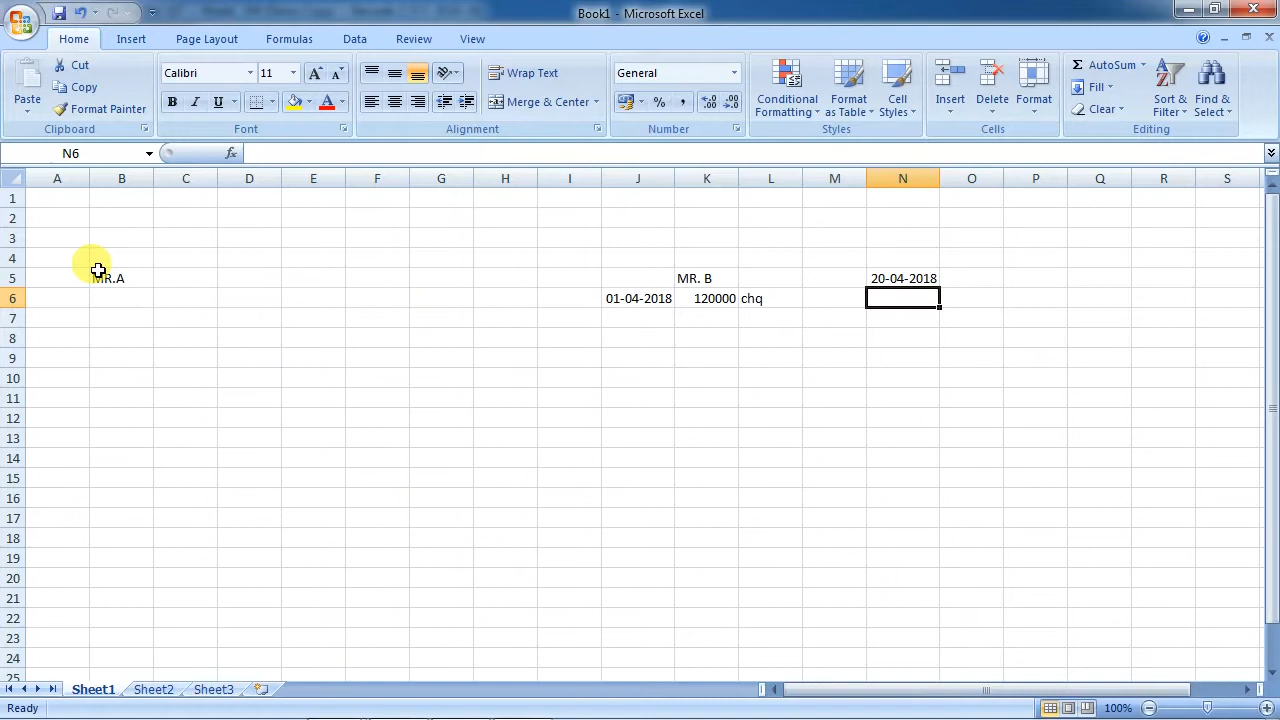 Book1 - Microsoft Excel
Home Insert Page Layout Formulas Data Review View
Paste
Cut
Copy
Format Painter
Clipboard
Calibri 11
B I U
Font
Wrap Text
Merge & Center
Alignment
General
% ,
Number
Conditional Formatting
Format as Table
Cell Styles
Styles
Insert
Delete
Format
Cells
Σ AutoSum
Fill
Clear
Sort & Filter
Find & Select
Editing
N6 fx
A B C D E F G H I J K L M N O P Q R S
1
2
3
4
5 MR.A MR. B 20-04-2018
6 01-04-2018 120000 chq
7
8
9
10
11
12
13
14
15
16
17
18
19
20
21
22
23
24
25
Sheet1 Sheet2 Sheet3
Ready 100%